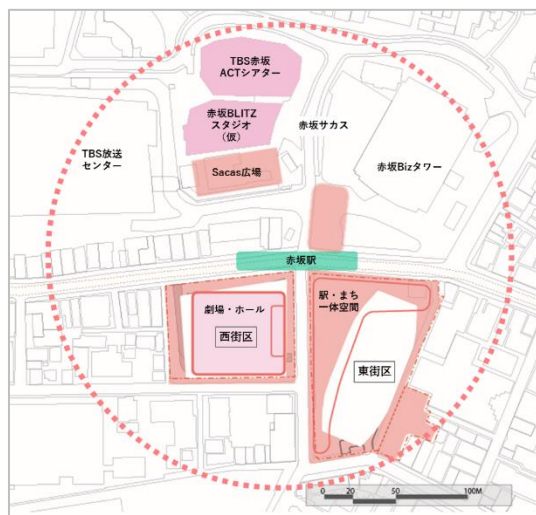 TBS赤坂
ACTシアター
赤坂BLITZ
スタジオ
(仮)
赤坂サカス
TBS放送
センター
Sacas広場
赤坂Bizタワー
赤坂駅
劇場・ホール
西街区
駅・まち
一体空間
東街区
0 20 50 100M